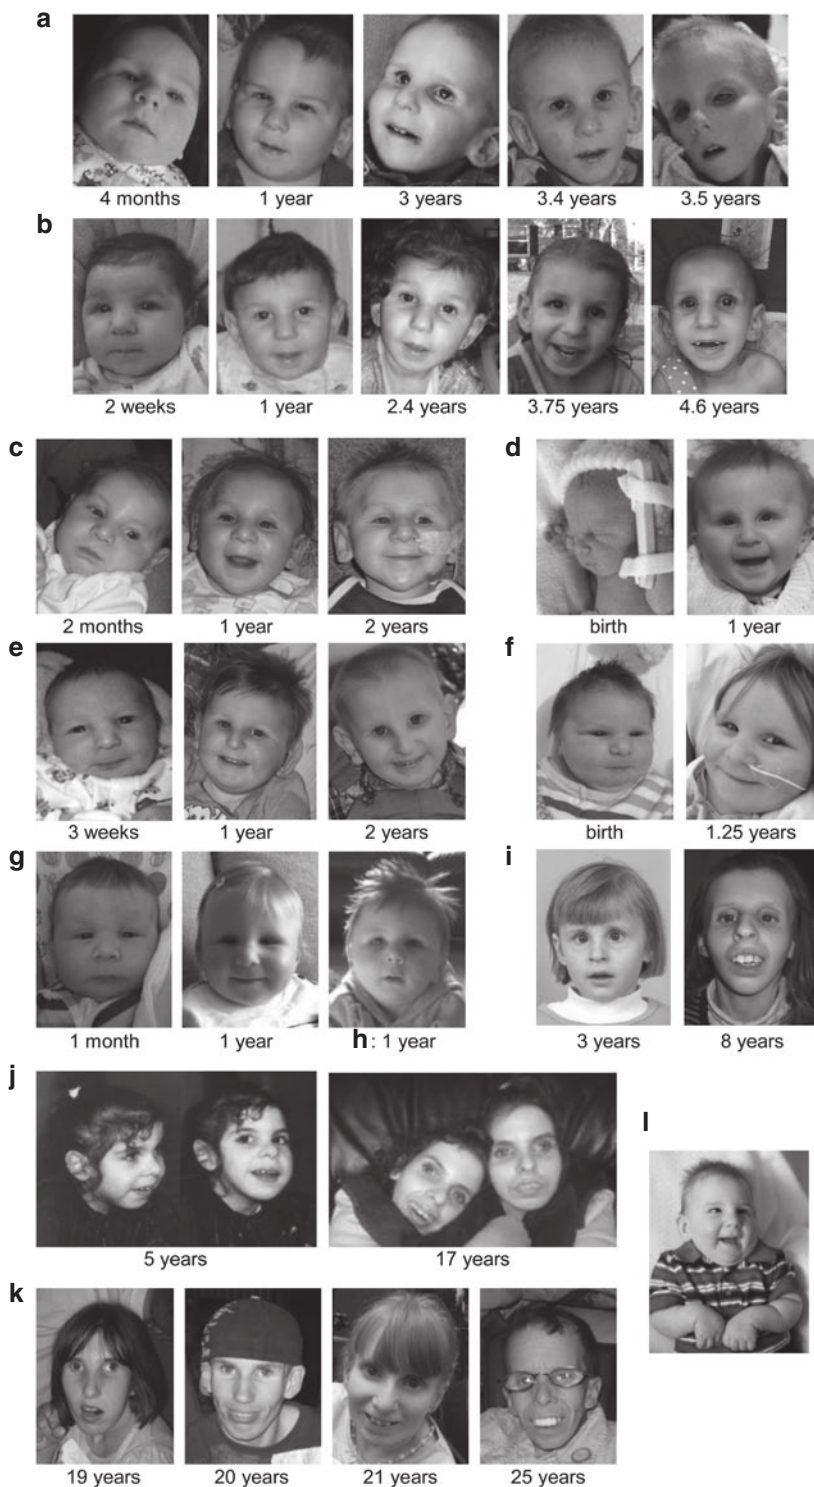 a
4 months 1 year 3 years 3.4 years 3.5 years
b
2 weeks 1 year 2.4 years 3.75 years 4.6 years
c d
2 months 1 year 2 years birth 1 year
e f
3 weeks 1 year 2 years birth 1.25 years
g i
1 month 1 year h: 1 year 3 years 8 years
j
l
5 years 17 years
k
19 years 20 years 21 years 25 years